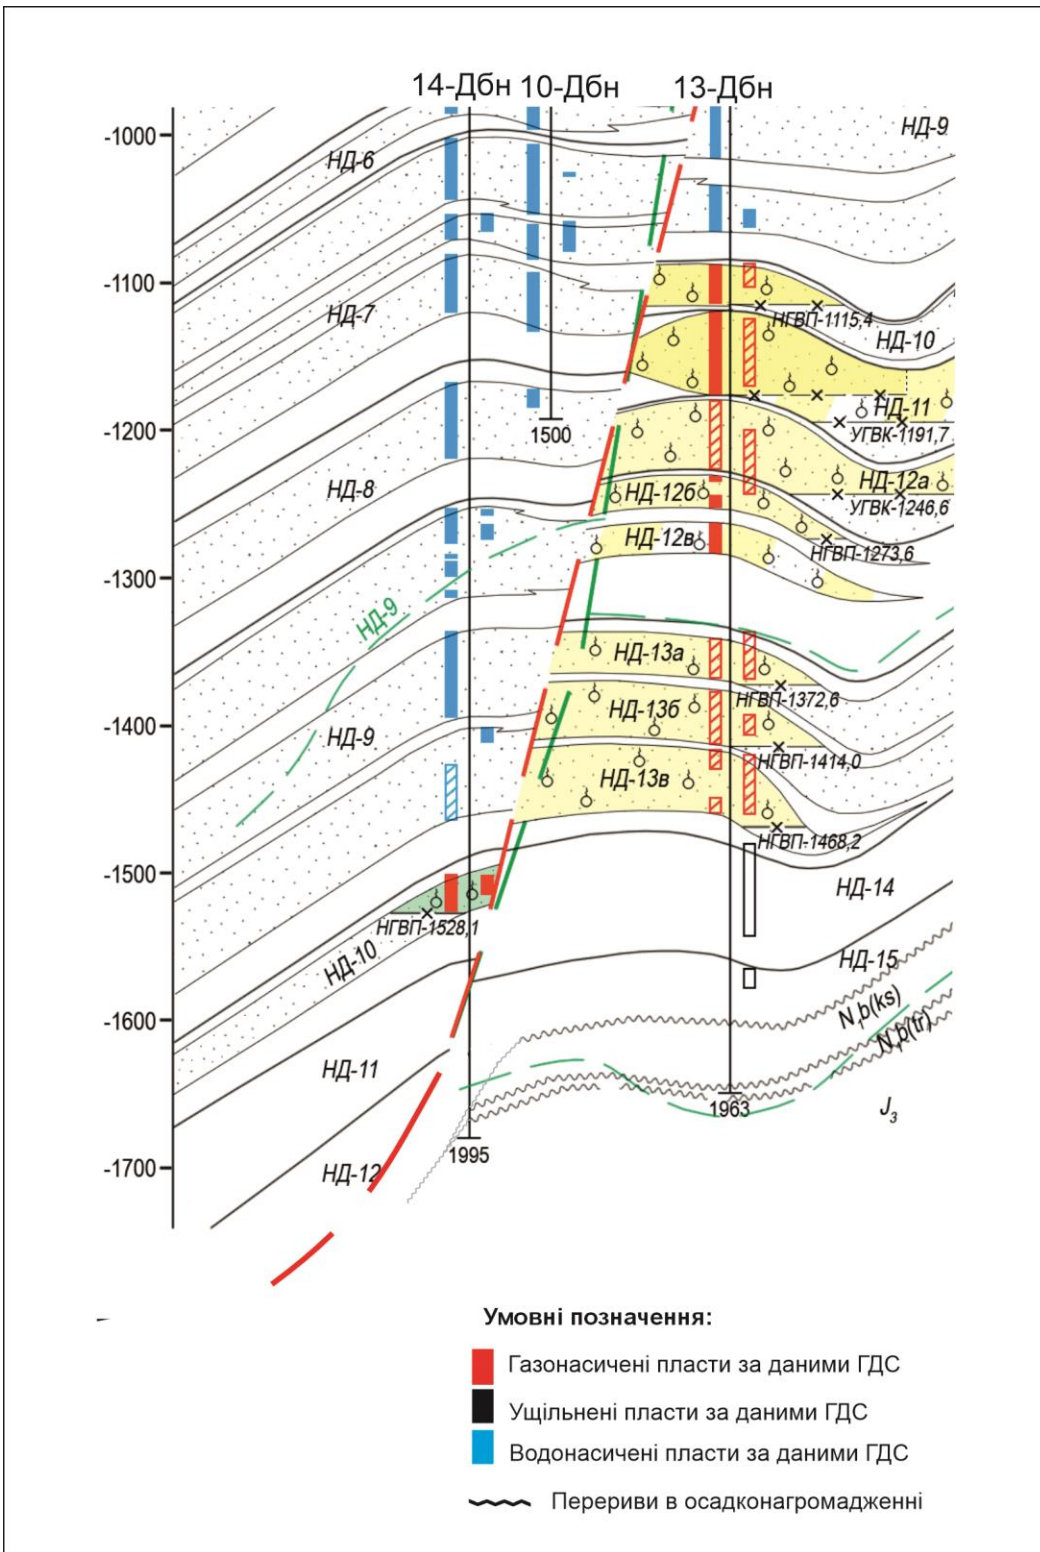 14-Дбн 10-Дбн 13-Дбн
-1000
НД-9
НД-6
-1100
НД-7
НГВП-1115,4
НД-10
-1200
1500
НД-11
УГВК-1191,7
НД-8
НД-12а
НД-12б
УГВК-1246,6
НД-12в
НГВП-1273,6
-1300
НД-9
НД-13а
НГВП-1372,6
-1400
НД-9
НД-13б
НГВП-1414,0
НД-13в
НГВП-1468,2
-1500
НД-14
НГВП-1528,1
НД-10
НД-15
-1600
N₁b(ks)
N₁b(tr)
НД-11
1963
J₃
-1700
НД-12
1995
Умовні позначення:
Газонасичені пласти за даними ГДС
Ущільнені пласти за даними ГДС
Водонасичені пласти за даними ГДС
Перериви в осадконагромадженні